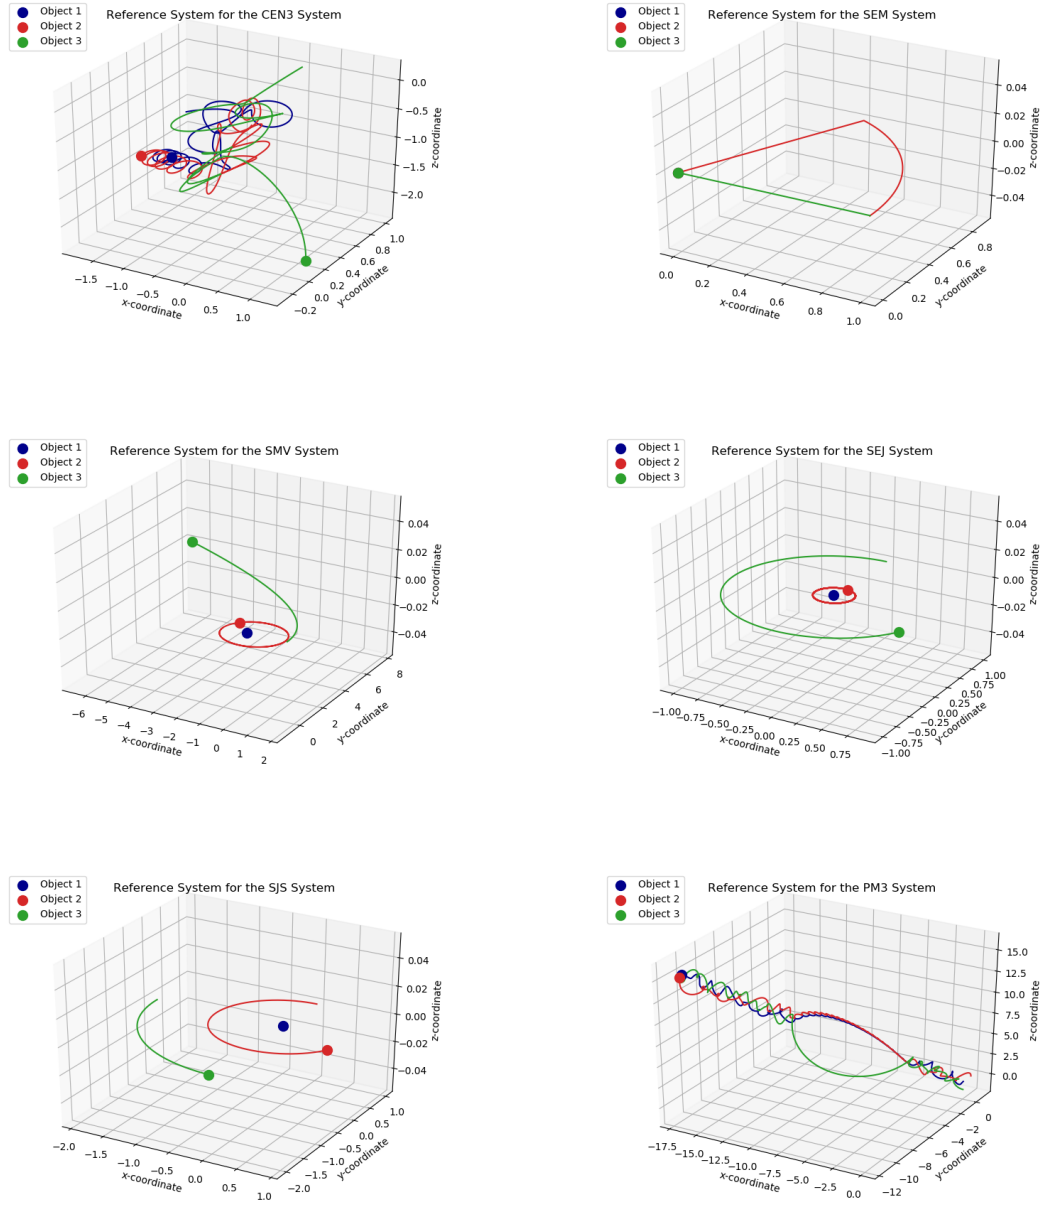 Reference System for the CEN3 System
Object 1
Object 2
Object 3
0.0
−0.5
−1.0
−1.5
−2.0
z-coordinate
−1.5
−1.0
−0.5
0.0
0.5
1.0
x-coordinate
−0.2
0.0
0.2
0.4
0.6
0.8
1.0
y-coordinate
Reference System for the SEM System
Object 1
Object 2
Object 3
0.04
0.02
0.00
−0.02
−0.04
z-coordinate
0.0
0.2
0.4
0.6
0.8
1.0
x-coordinate
0.0
0.2
0.4
0.6
0.8
y-coordinate
Reference System for the SMV System
Object 1
Object 2
Object 3
0.04
0.02
0.00
−0.02
−0.04
z-coordinate
−6
−5
−4
−3
−2
−1
0
1
2
x-coordinate
0
2
4
6
8
y-coordinate
Reference System for the SEJ System
Object 1
Object 2
Object 3
0.04
0.02
0.00
−0.02
−0.04
z-coordinate
−1.00
−0.75
−0.50
−0.25
0.00
0.25
0.50
0.75
x-coordinate
−1.00
−0.75
−0.50
−0.25
0.00
0.25
0.50
0.75
1.00
y-coordinate
Reference System for the SJS System
Object 1
Object 2
Object 3
0.04
0.02
0.00
−0.02
−0.04
z-coordinate
−2.0
−1.5
−1.0
−0.5
0.0
0.5
1.0
x-coordinate
−2.0
−1.5
−1.0
−0.5
0.0
0.5
1.0
y-coordinate
Reference System for the PM3 System
Object 1
Object 2
Object 3
15.0
12.5
10.0
7.5
5.0
2.5
0.0
z-coordinate
−17.5
−15.0
−12.5
−10.0
−7.5
−5.0
−2.5
0.0
x-coordinate
−12
−10
−8
−6
−4
−2
0
y-coordinate